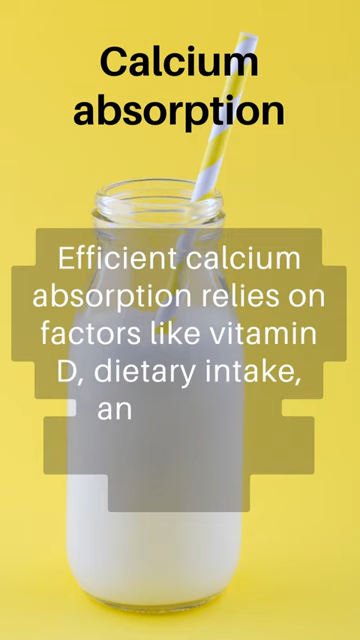 Calcium
absorption
Efficient calcium
absorption relies on
factors like vitamin
D, dietary intake,
an